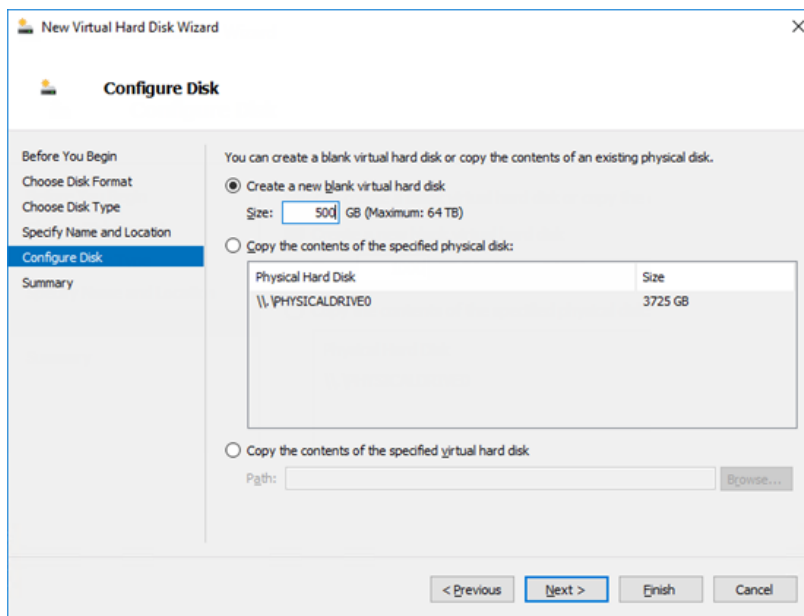 New Virtual Hard Disk Wizard
Configure Disk
Before You Begin
Choose Disk Format
Choose Disk Type
Specify Name and Location
Configure Disk
Summary
You can create a blank virtual hard disk or copy the contents of an existing physical disk.
Create a new blank virtual hard disk
Size: 500 GB (Maximum: 64 TB)
Copy the contents of the specified physical disk:
Physical Hard Disk Size
\\.\PHYSICALDRIVE0 3725 GB
Copy the contents of the specified virtual hard disk
Path: Browse...
< Previous Next > Finish Cancel